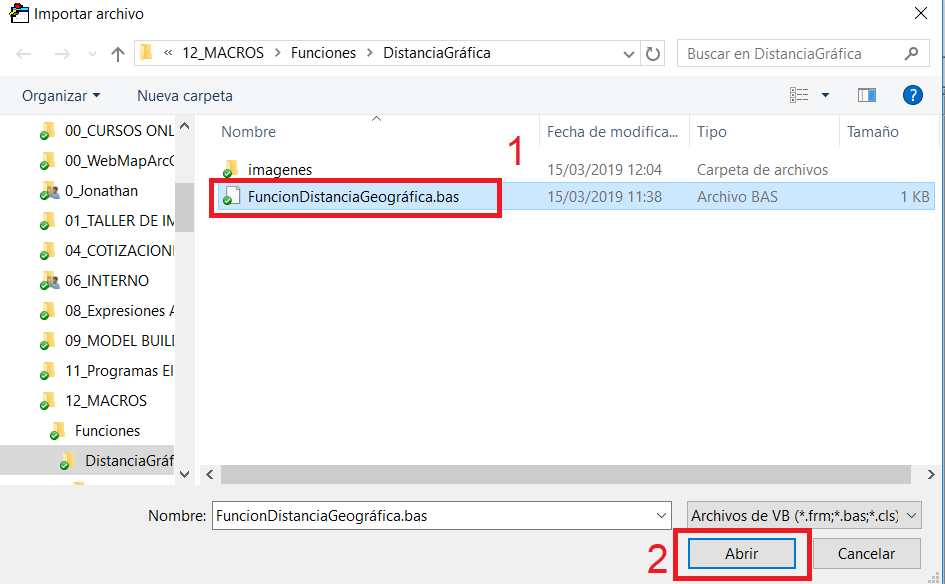 Importar archivo
« 12_MACROS > Funciones > DistanciaGráfica
Buscar en DistanciaGráfica
Organizar
Nueva carpeta
?
Nombre
Fecha de modifica...
Tipo
Tamaño
1
imagenes
15/03/2019 12:04
Carpeta de archivos
FuncionDistanciaGeográfica.bas
15/03/2019 11:38
Archivo BAS
1 KB
00_CURSOS ONL
00_WebMapArcG
0_Jonathan
01_TALLER DE IM
04_COTIZACIONI
06_INTERNO
08_Expresiones A
09_MODEL BUILI
11_Programas El
12_MACROS
Funciones
DistanciaGráf
Nombre:
FuncionDistanciaGeográfica.bas
Archivos de VB (*.frm;*.bas;*.cls)
2
Abrir
Cancelar